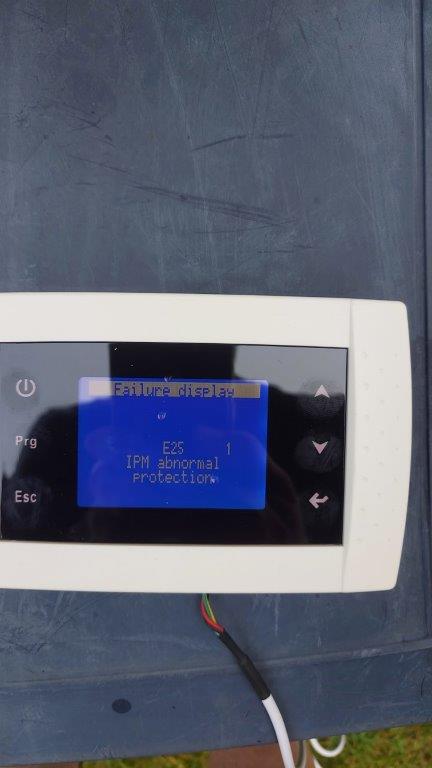 Failure display
Prg
E25 1
IPM abnormal
protection
Esc